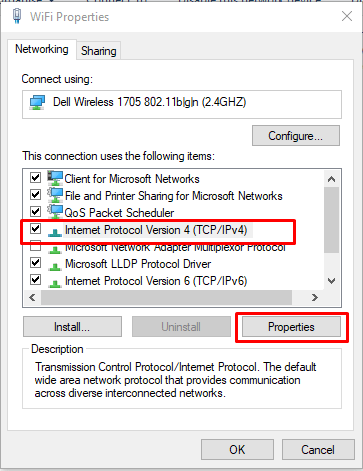 WiFi Properties
Networking
Sharing
Connect using:
Dell Wireless 1705 802.11b|g|n (2.4GHZ)
Configure...
This connection uses the following items:
Client for Microsoft Networks
File and Printer Sharing for Microsoft Networks
QoS Packet Scheduler
Internet Protocol Version 4 (TCP/IPv4)
Microsoft Network Adapter Multiplexor Protocol
Microsoft LLDP Protocol Driver
Internet Protocol Version 6 (TCP/IPv6)
Install...
Uninstall
Properties
Description
Transmission Control Protocol/Internet Protocol. The default
wide area network protocol that provides communication
across diverse interconnected networks.
OK
Cancel